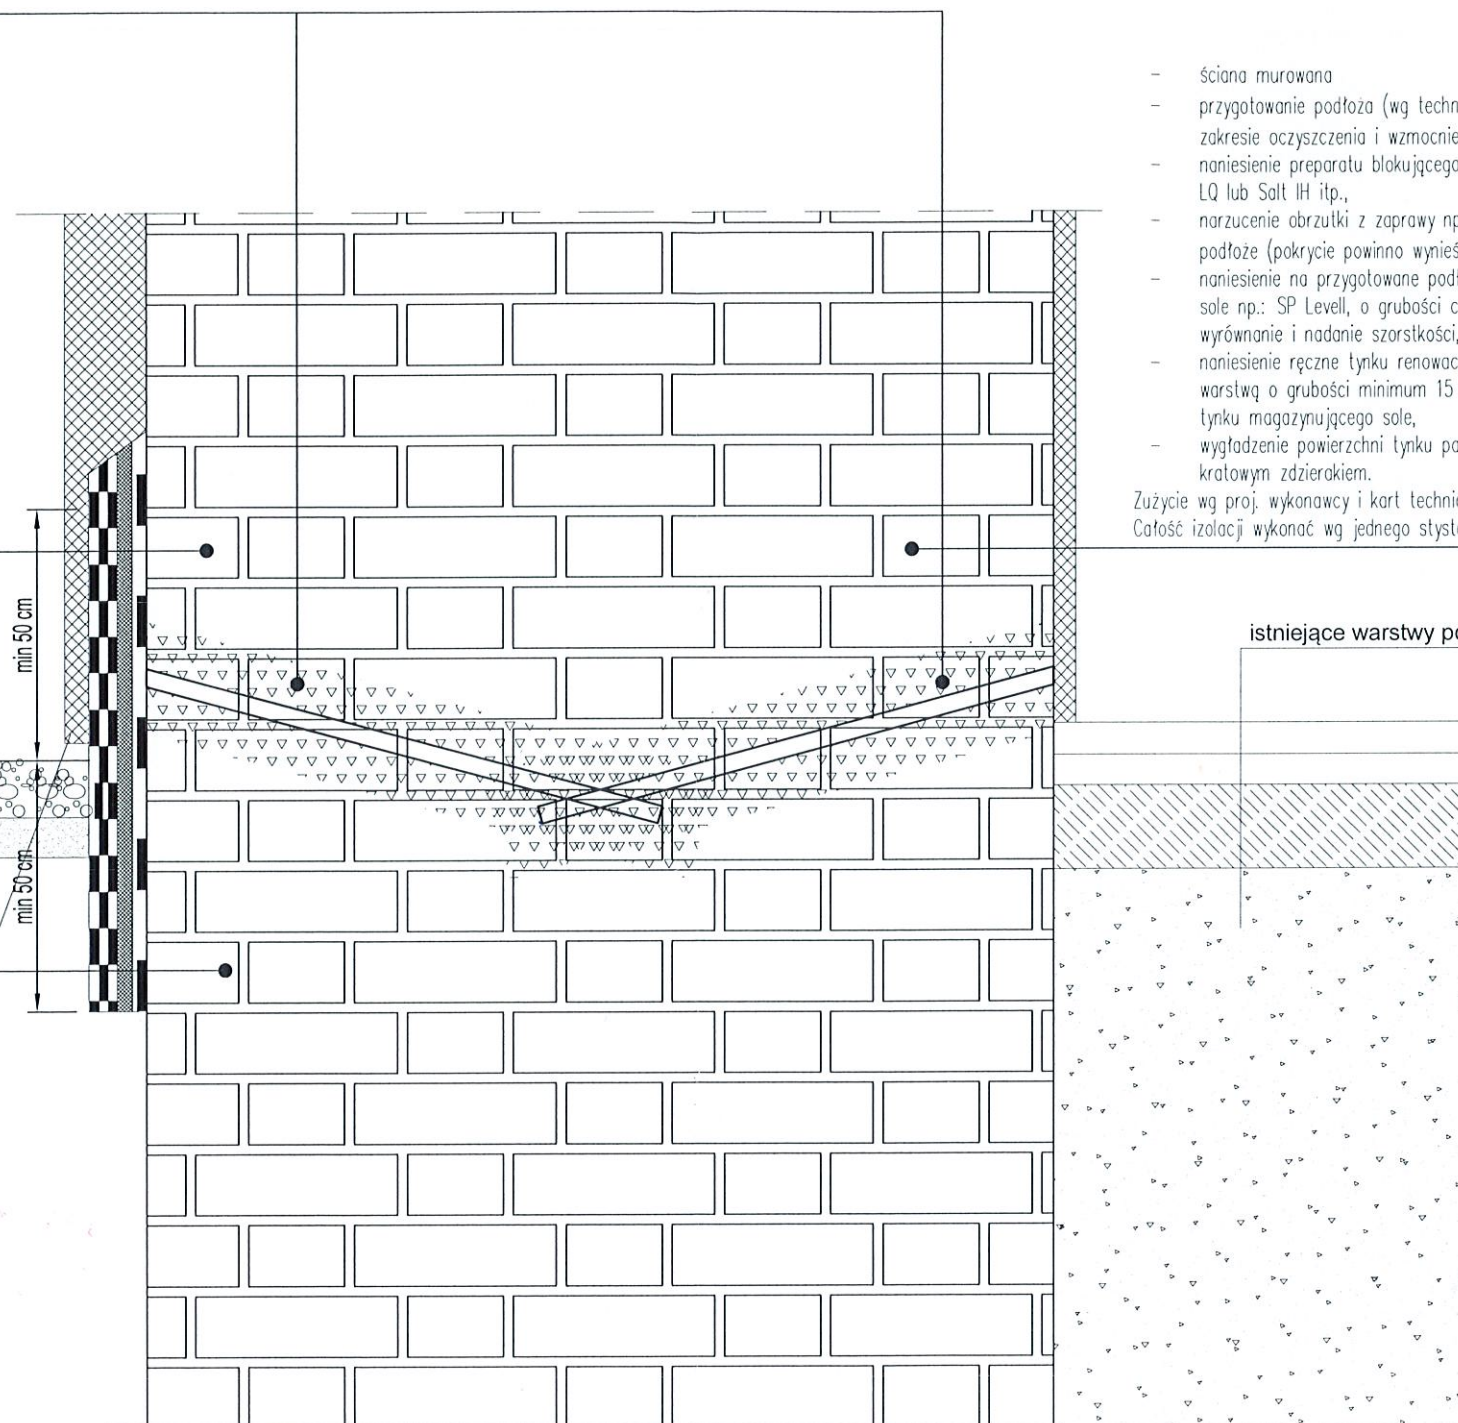 - ściana murowana
- przygotowanie podłoża (wg techn
zakresie oczyszczenia i wzmocnie
- naniesienie preparatu blokującego
LQ lub Salt IH itp.,
- narzucenie obrzutki z zaprawy np
podłoże (pokrycie powinno wynieś
- naniesienie na przygotowane podł
sole np.: SP Levell, o grubości c
wyrównanie i nadanie szorstkości,
- naniesienie ręczne tynku renowac
warstwą o grubości minimum 15
tynku magazynującego sole,
- wygładzenie powierzchni tynku pa
kratowym zdzierakiem.
Zużycie wg proj. wykonawcy i kart technic
Całość izolacji wykonać wg jednego styst
istniejące warstwy po
min 50 cm
min 50 cm